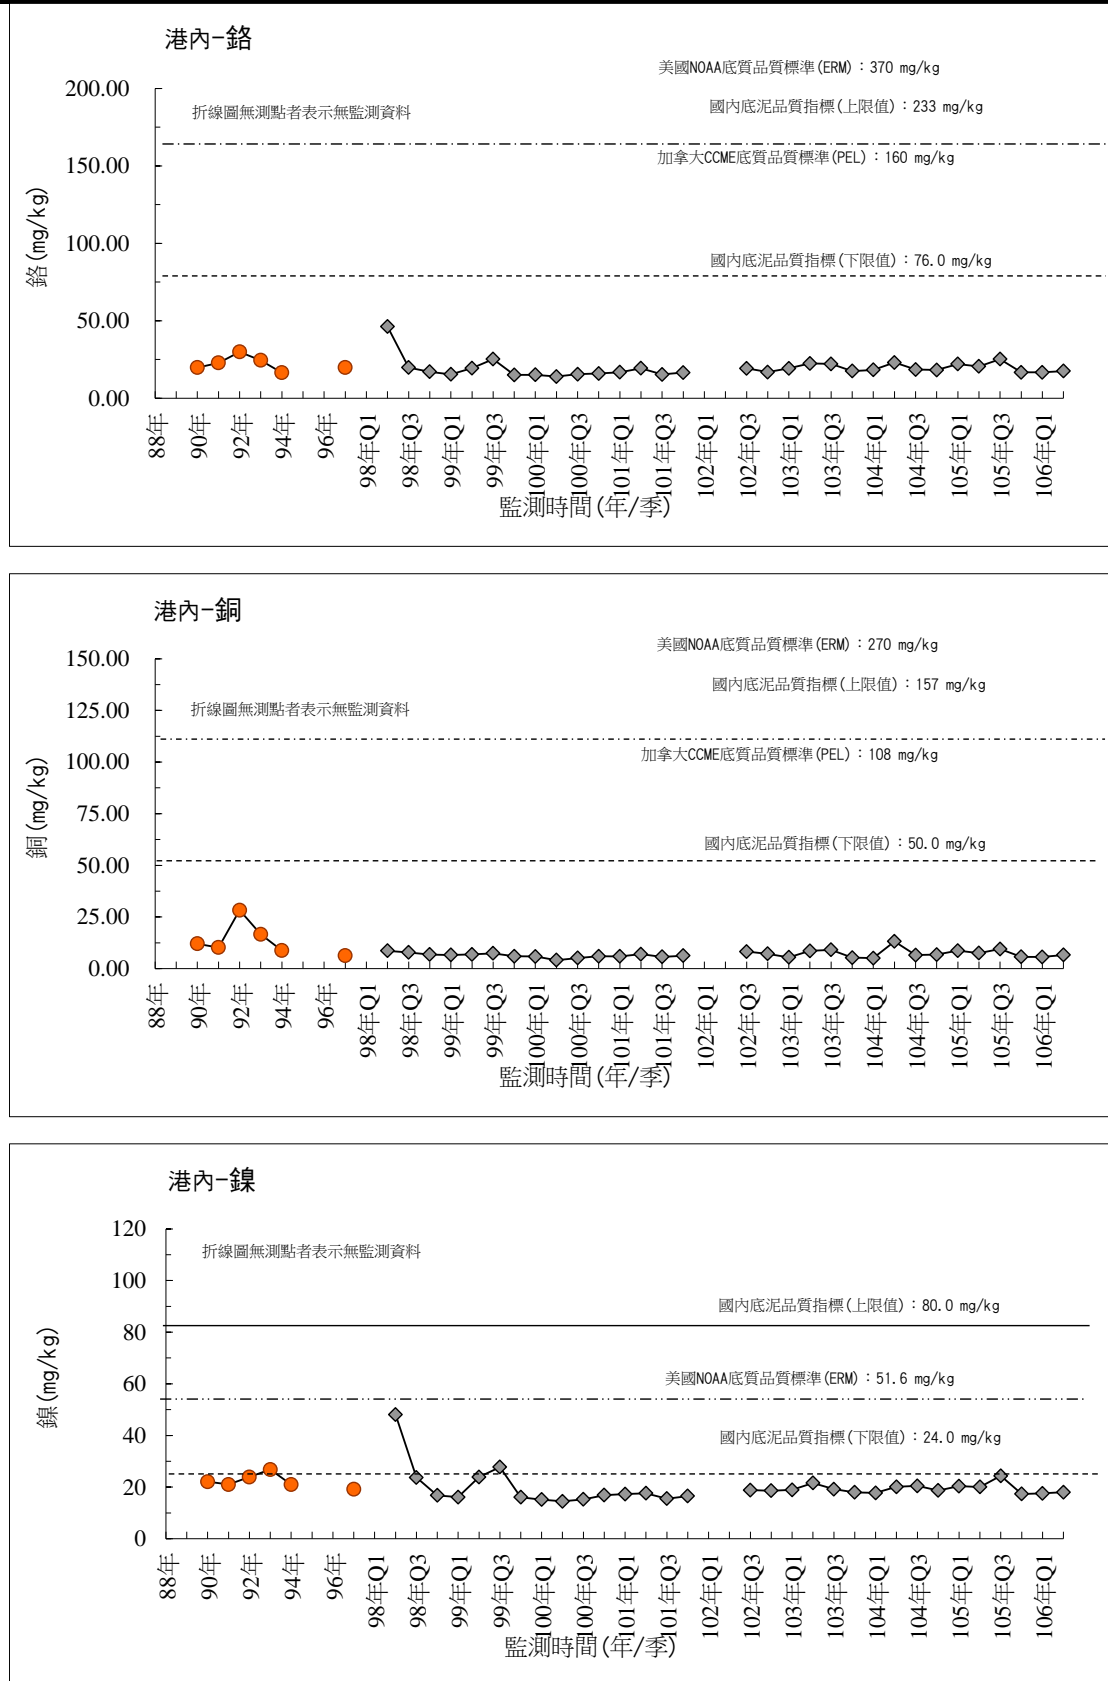 港內-鉻
美國NOAA底質品質標準(ERM)：370 mg/kg
200.00
折線圖無測點者表示無監測資料
國內底泥品質指標(上限值)：233 mg/kg
加拿大CCME底質品質標準(PEL)：160 mg/kg
150.00
鉻(mg/kg)
100.00
國內底泥品質指標(下限值)：76.0 mg/kg
50.00
0.00
88年 90年 92年 94年 96年 98年Q1 98年Q3 99年Q1 99年Q3 100年Q1 100年Q3 101年Q1 101年Q3 102年Q1 102年Q3 103年Q1 103年Q3 104年Q1 104年Q3 105年Q1 105年Q3 106年Q1
監測時間(年/季)
港內-銅
美國NOAA底質品質標準(ERM)：270 mg/kg
150.00
國內底泥品質指標(上限值)：157 mg/kg
125.00
折線圖無測點者表示無監測資料
加拿大CCME底質品質標準(PEL)：108 mg/kg
100.00
銅(mg/kg)
75.00
國內底泥品質指標(下限值)：50.0 mg/kg
50.00
25.00
0.00
88年 90年 92年 94年 96年 98年Q1 98年Q3 99年Q1 99年Q3 100年Q1 100年Q3 101年Q1 101年Q3 102年Q1 102年Q3 103年Q1 103年Q3 104年Q1 104年Q3 105年Q1 105年Q3 106年Q1
監測時間(年/季)
港內-鎳
120
折線圖無測點者表示無監測資料
100
國內底泥品質指標(上限值)：80.0 mg/kg
80
美國NOAA底質品質標準(ERM)：51.6 mg/kg
60
鎳(mg/kg)
國內底泥品質指標(下限值)：24.0 mg/kg
40
20
0
88年 90年 92年 94年 96年 98年Q1 98年Q3 99年Q1 99年Q3 100年Q1 100年Q3 101年Q1 101年Q3 102年Q1 102年Q3 103年Q1 103年Q3 104年Q1 104年Q3 105年Q1 105年Q3 106年Q1
監測時間(年/季)